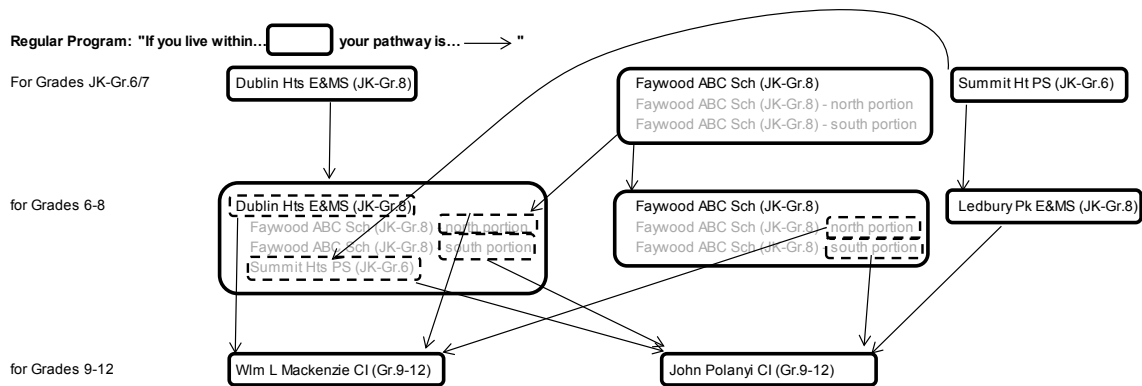 Regular Program: "If you live within... your pathway is... "
For Grades JK-Gr.6/7
Dublin Hts E&MS (JK-Gr.8)
Faywood ABC Sch (JK-Gr.8)
Faywood ABC Sch (JK-Gr.8) - north portion
Faywood ABC Sch (JK-Gr.8) - south portion
Summit Ht PS (JK-Gr.6)
for Grades 6-8
Dublin Hts E&MS (JK-Gr.8)
Faywood ABC Sch (JK-Gr.8) - north portion
Faywood ABC Sch (JK-Gr.8) - south portion
Summit Hts PS (JK-Gr.6)
Faywood ABC Sch (JK-Gr.8)
Faywood ABC Sch (JK-Gr.8) - north portion
Faywood ABC Sch (JK-Gr.8) - south portion
Ledbury Pk E&MS (JK-Gr.8)
for Grades 9-12
Wlm L Mackenzie CI (Gr.9-12)
John Polanyi CI (Gr.9-12)